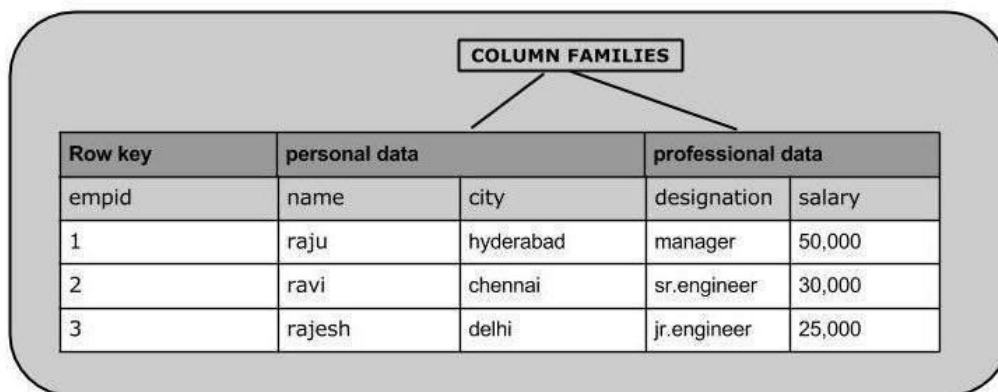 COLUMN FAMILIES
Row key personal data professional data
empid name city designation salary
1 raju hyderabad manager 50,000
2 ravi chennai sr.engineer 30,000
3 rajesh delhi jr.engineer 25,000